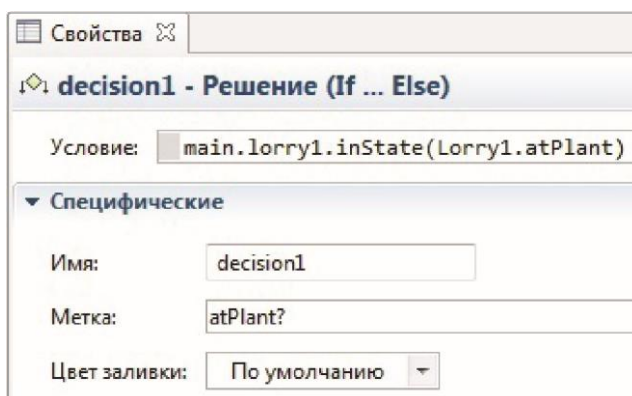 Свойства
decision1 - Решение (If ... Else)
Условие: main.lorry1.inState(Lorry1.atPlant)
Специфические
Имя: decision1
Метка: atPlant?
Цвет заливки: По умолчанию